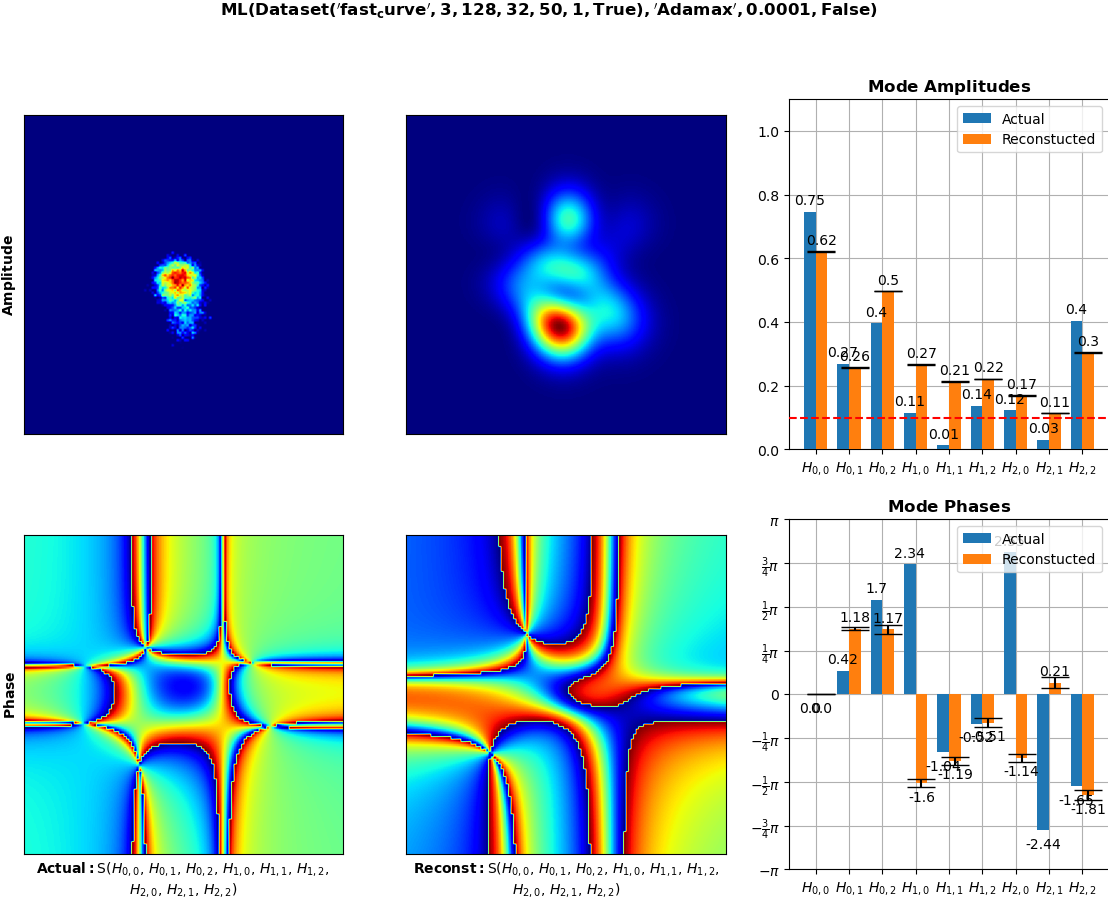 ML(Dataset('fast_curve', 3, 128, 32, 50, 1, True), 'Adamax', 0.0001, False)
Mode Amplitudes
Amplitude
Actual
Reconstucted
1.0
0.8
0.6
0.4
0.2
0.0
0.75
0.62
0.27
0.26
0.4
0.5
0.11
0.27
0.01
0.21
0.14
0.22
0.12
0.17
0.03
0.11
0.4
0.3
H0,0 H0,1 H0,2 H1,0 H1,1 H1,2 H2,0 H2,1 H2,2
Mode Phases
Phase
Actual
Reconstucted
π
3/4π
1/2π
1/4π
0
−1/4π
−1/2π
−3/4π
−π
0.0
0.0
0.42
1.18
1.7
1.17
2.34
-1.6
-1.04
-1.19
-0.52
-0.51
-1.14
-2.44
0.21
-1.65
-1.81
H0,0 H0,1 H0,2 H1,0 H1,1 H1,2 H2,0 H2,1 H2,2
Actual: S(H0,0, H0,1, H0,2, H1,0, H1,1, H1,2,
H2,0, H2,1, H2,2)
Reconst: S(H0,0, H0,1, H0,2, H1,0, H1,1, H1,2,
H2,0, H2,1, H2,2)